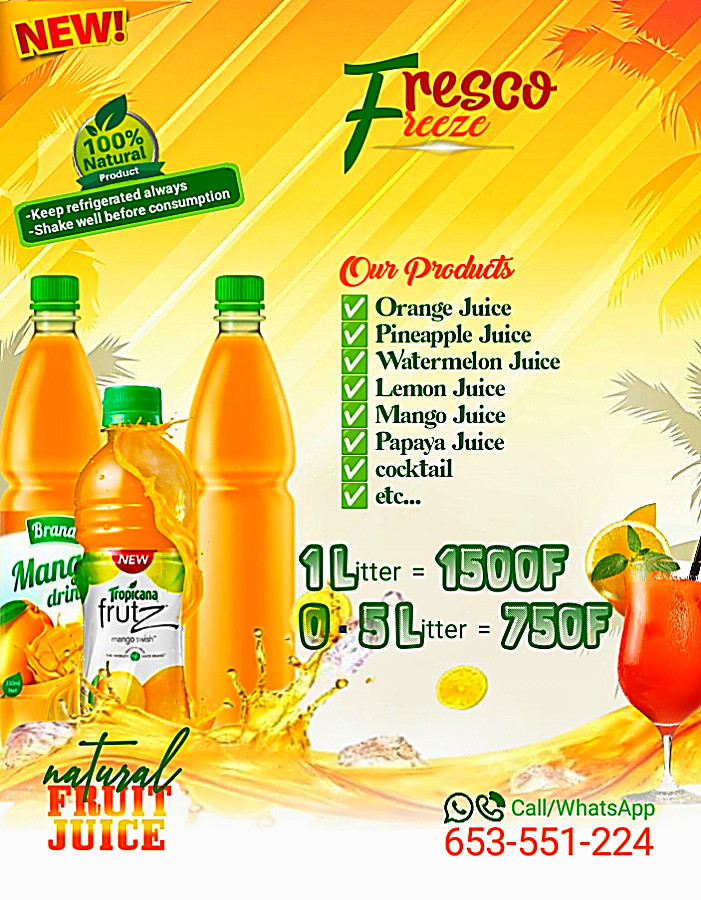 NEW!
Fresco
Freeze
100%
Natural
Product
-Keep refrigerated always
-Shake well before consumption
Our Products
✅ Orange Juice
✅ Pineapple Juice
✅ Watermelon Juice
✅ Lemon Juice
✅ Mango Juice
✅ Papaya Juice
✅ cocktail
✅ etc...
1 Litter = 1500F
0.5 Litter = 750F
Brand
Mang
drin
NEW
Tropicana
frutz
mango swish™
natural
FRUIT
JUICE
Call/WhatsApp
653-551-224